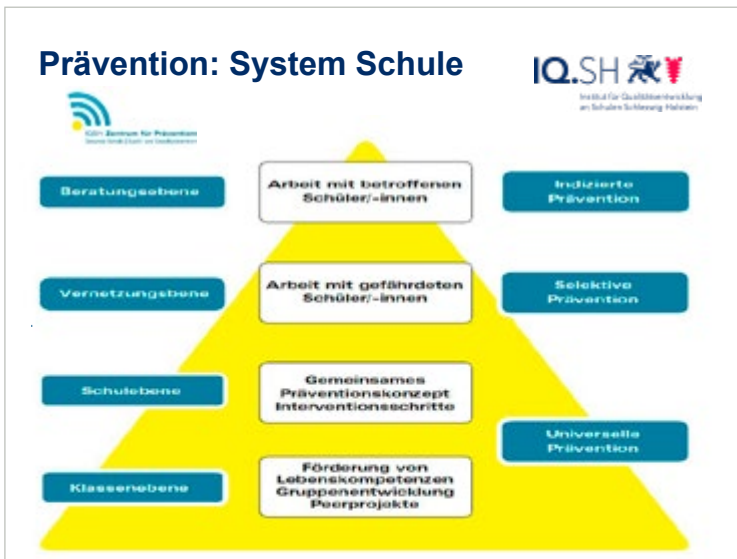 Prävention: System Schule
IQ.SH
Institut für Qualitätsentwicklung
an Schulen Schleswig-Holstein
IQSH Zentrum für Prävention
Beratungsebene
Arbeit mit betroffenen
Schüler/-innen
Indizierte
Prävention
Vernetzungsbene
Arbeit mit gefährdeten
Schüler/-innen
Selektive
Prävention
Schulebene
Gemeinsames
Präventionskonzept
Interventionsschritte
Universelle
Prävention
Klassenebene
Förderung von
Lebenskompetenzen
Gruppenentwicklung
Peerprojekte